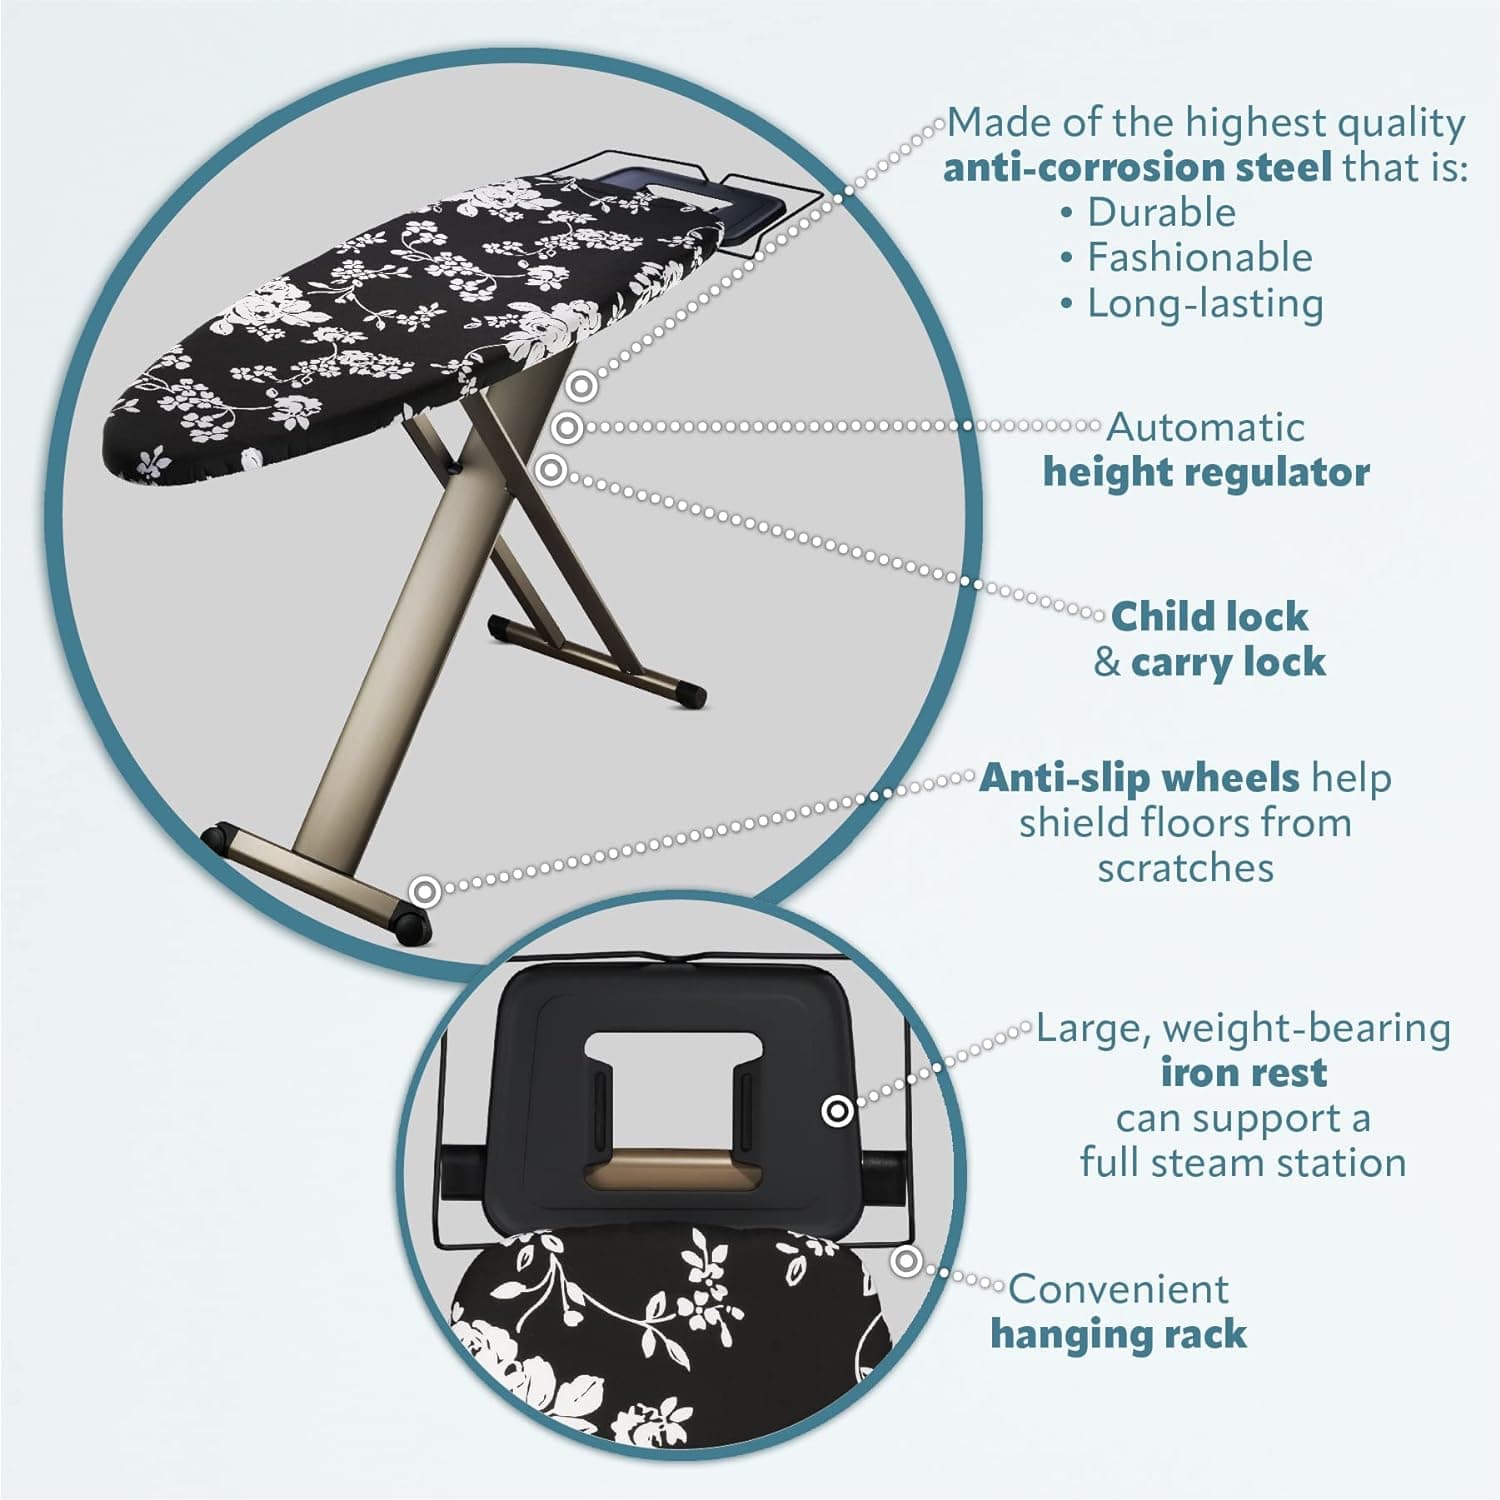 Made of the highest quality
anti-corrosion steel that is:
• Durable
• Fashionable
• Long-lasting
Automatic
height regulator
Child lock
& carry lock
Anti-slip wheels help
shield floors from
scratches
Large, weight-bearing
iron rest
can support a
full steam station
Convenient
hanging rack